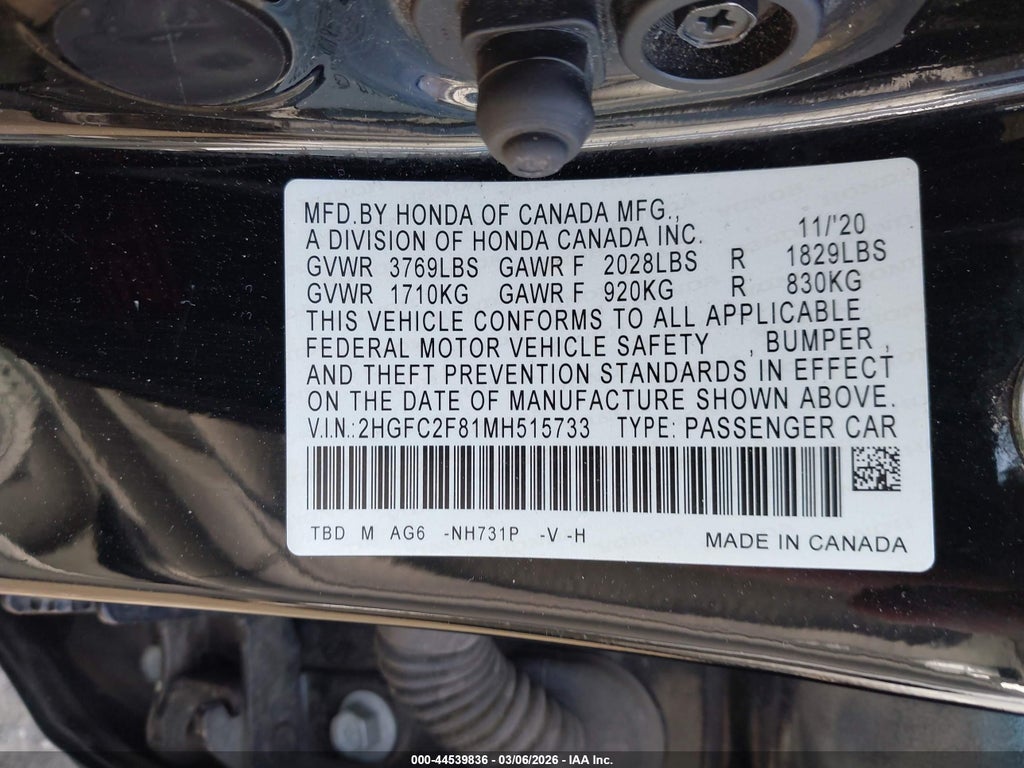 MFD.BY HONDA OF CANADA MFG.,
A DIVISION OF HONDA CANADA INC. 11/'20
GVWR 3769LBS GAWR F 2028LBS R 1829LBS
GVWR 1710KG GAWR F 920KG R 830KG
THIS VEHICLE CONFORMS TO ALL APPLICABLE
FEDERAL MOTOR VEHICLE SAFETY , BUMPER ,
AND THEFT PREVENTION STANDARDS IN EFFECT
ON THE DATE OF MANUFACTURE SHOWN ABOVE.
V.I.N.:2HGFC2F81MH515733 TYPE: PASSENGER CAR
TBD M AG6 -NH731P -V -H MADE IN CANADA
000-44539836 - 03/06/2026 - IAA Inc.